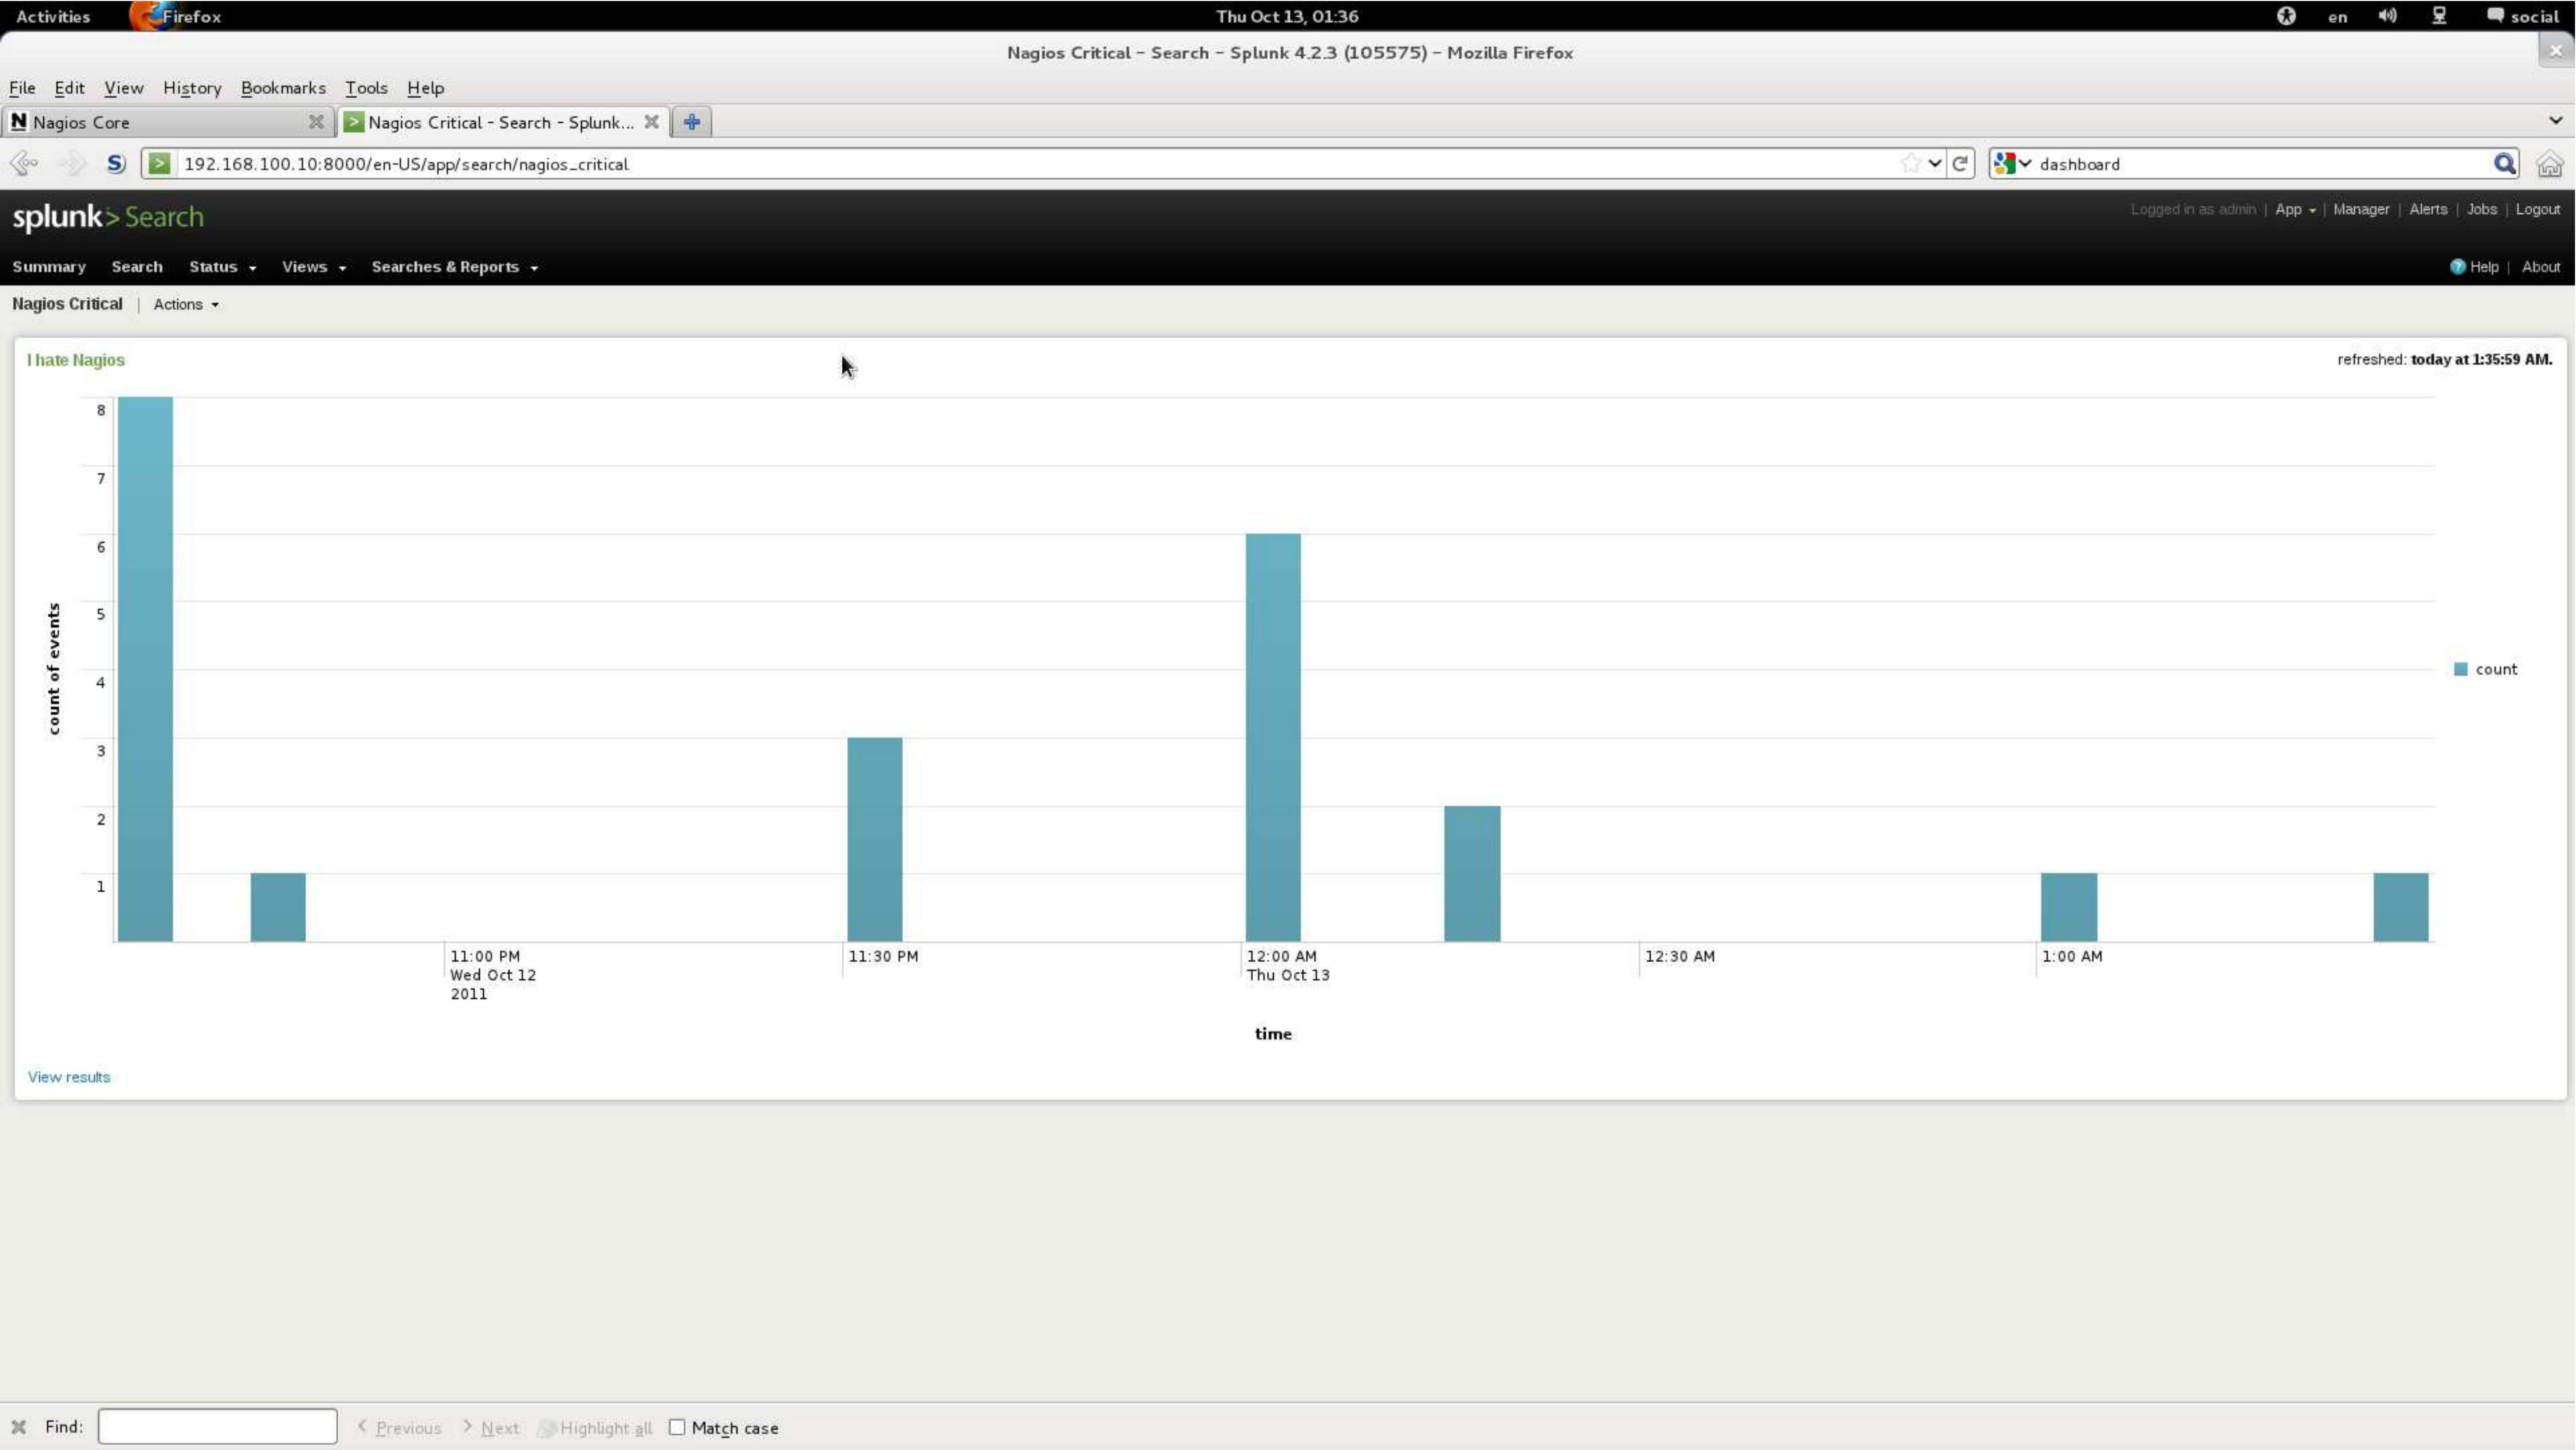 Activities Firefox Thu Oct 13, 01:36 en social
Nagios Critical - Search - Splunk 4.2.3 (105575) - Mozilla Firefox
File Edit View History Bookmarks Tools Help
N Nagios Core > Nagios Critical - Search - Splunk...
S > 192.168.100.10:8000/en-US/app/search/nagios_critical dashboard
splunk> Search Logged in as admin | App | Manager | Alerts | Jobs | Logout
Summary Search Status Views Searches & Reports ? Help | About
Nagios Critical | Actions
I hate Nagios refreshed: today at 1:35:59 AM.
8
7
6
5
4
3
2
1
count of events
count
11:00 PM 11:30 PM 12:00 AM 12:30 AM 1:00 AM
Wed Oct 12 Thu Oct 13
2011
time
View results
Find: Previous Next Highlight all Match case